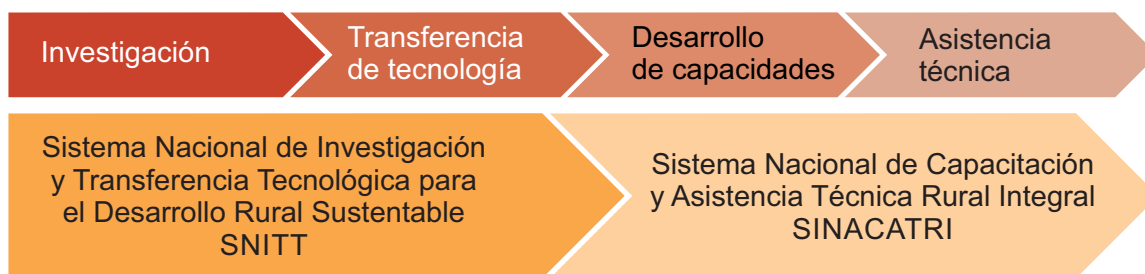 Investigación
Transferencia
de tecnología
Desarrollo
de capacidades
Asistencia
técnica
Sistema Nacional de Investigación
y Transferencia Tecnológica para
el Desarrollo Rural Sustentable
SNITT
Sistema Nacional de Capacitación
y Asistencia Técnica Rural Integral
SINACATRI